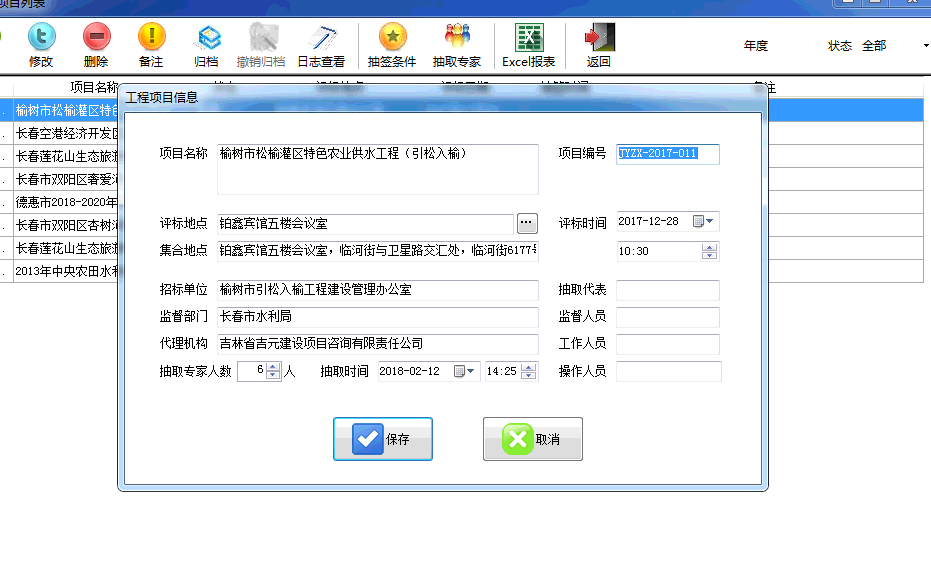 项目列表
修改 删除 备注 归档 撤销归档 日志查看 抽签条件 抽取专家 Excel报表 返回
年度 状态 全部
项目名称
工程项目信息
榆树市松榆灌区特色
长春空港经济开发区
长春莲花山生态旅游
长春市双阳区奢爱
德惠市2018-2020年
长春市双阳区杏树
长春莲花山生态旅游
2013年中央农田水利
项目名称 榆树市松榆灌区特色农业供水工程（引松入榆） 项目编号 JYZX-2017-011
评标地点 铂鑫宾馆五楼会议室 评标时间 2017-12-28
集合地点 铂鑫宾馆五楼会议室，临河街与卫星路交汇处，临河街6177号 10:30
招标单位 榆树市引松入榆工程建设管理办公室 抽取代表
监督部门 长春市水利局 监督人员
代理机构 吉林省吉元建设项目咨询有限责任公司 工作人员
抽取专家人数 6 人 抽取时间 2018-02-12 14:25 操作人员
保存 取消